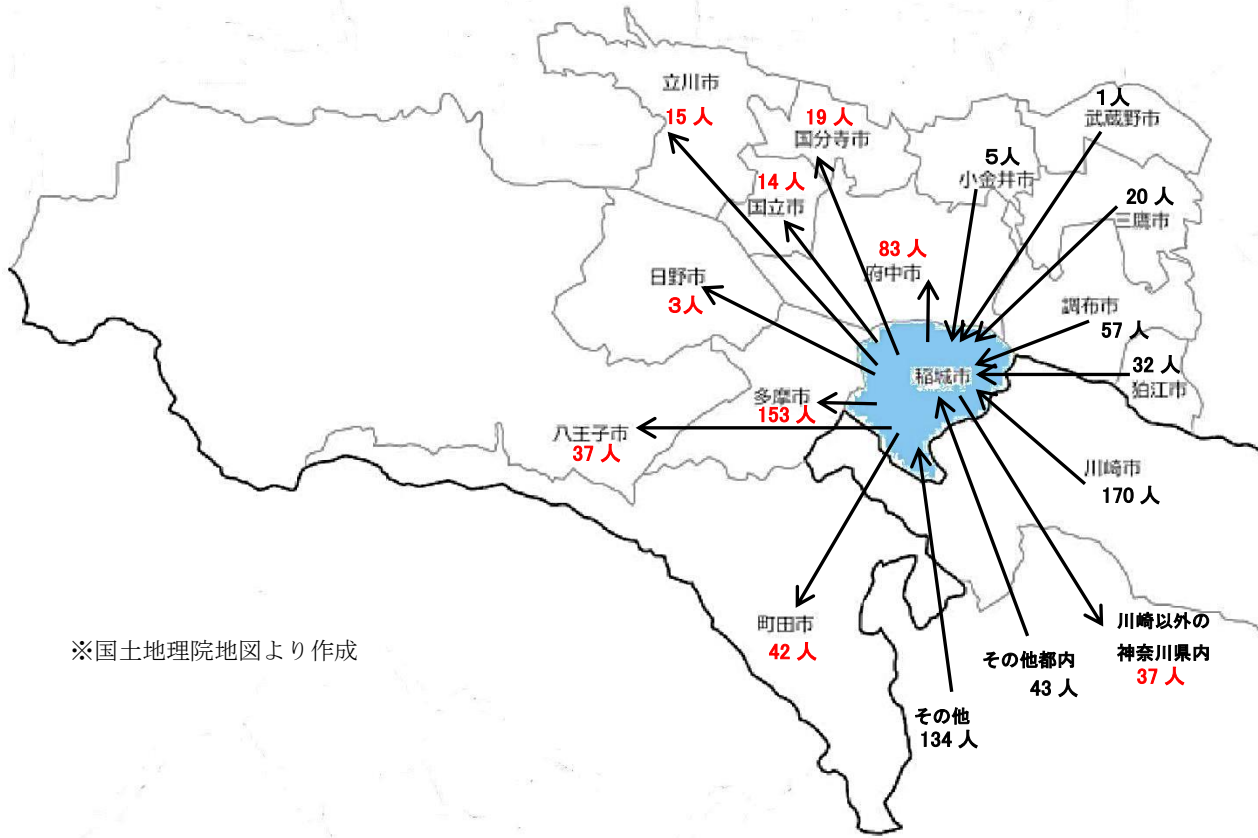 立川市
15 人
19 人
国分寺市
1人
武蔵野市
5人
小金井市
14 人
国立市
20 人
三鷹市
83 人
府中市
日野市
3人
調布市
57 人
稲城市
32 人
狛江市
多摩市
153 人
八王子市
37 人
川崎市
170 人
町田市
42 人
川崎以外の
神奈川県内
37 人
その他都内
43 人
その他
134 人
※国土地理院地図より作成